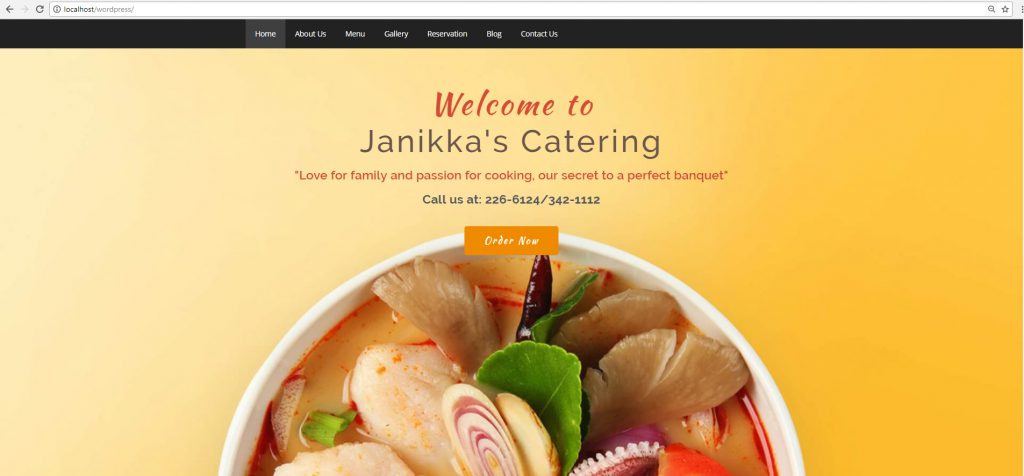 localhost/wordpress/
Home About Us Menu Gallery Reservation Blog Contact Us
Welcome to
Janikka's Catering
"Love for family and passion for cooking, our secret to a perfect banquet"
Call us at: 226-6124/342-1112
Order Now